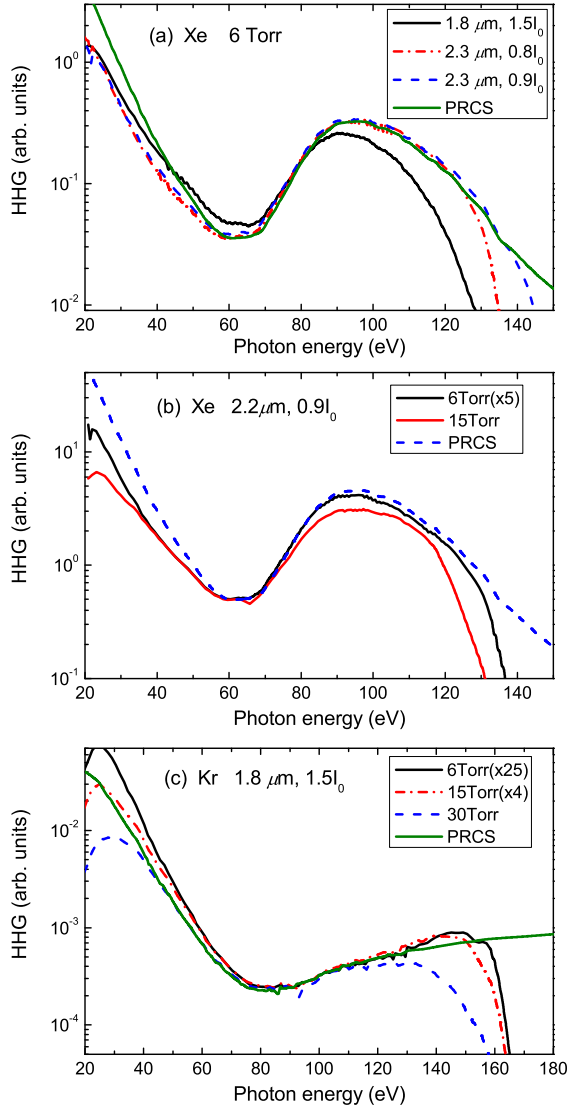 (a) Xe 6 Torr
1.8 μm, 1.5I₀
2.3 μm, 0.8I₀
2.3 μm, 0.9I₀
PRCS
HHG (arb. units)
10⁰
10⁻¹
10⁻²
20 40 60 80 100 120 140
Photon energy (eV)
(b) Xe 2.2μm, 0.9I₀
6Torr(x5)
15Torr
PRCS
HHG (arb. units)
10¹
10⁰
10⁻¹
20 40 60 80 100 120 140
Photon energy (eV)
(c) Kr 1.8 μm, 1.5I₀
6Torr(x25)
15Torr(x4)
30Torr
PRCS
HHG (arb. units)
10⁻²
10⁻³
10⁻⁴
20 40 60 80 100 120 140 160 180
Photon energy (eV)